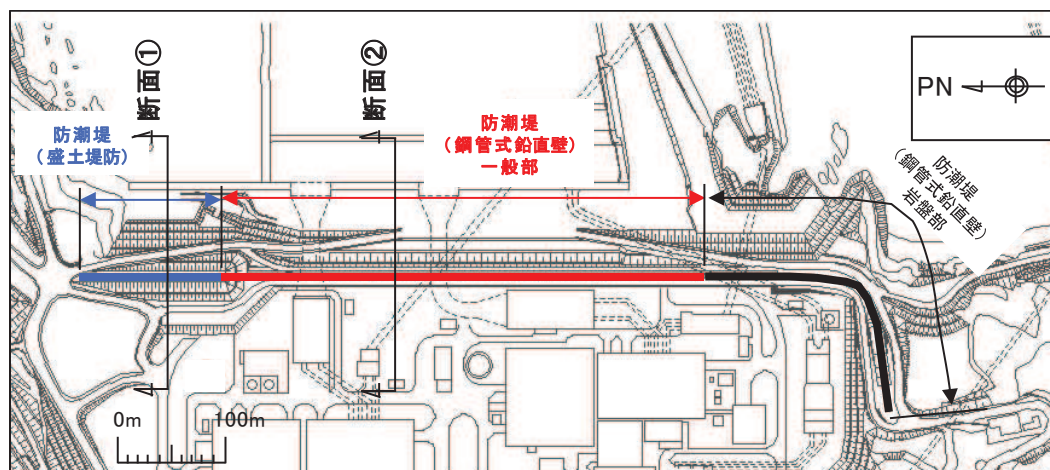 断面①
断面②
防潮堤
（盛土堤防）
防潮堤
（鋼管式鉛直壁）
一般部
PN
防潮堤
（鋼管式鉛直壁）
岩盤部
0m
100m